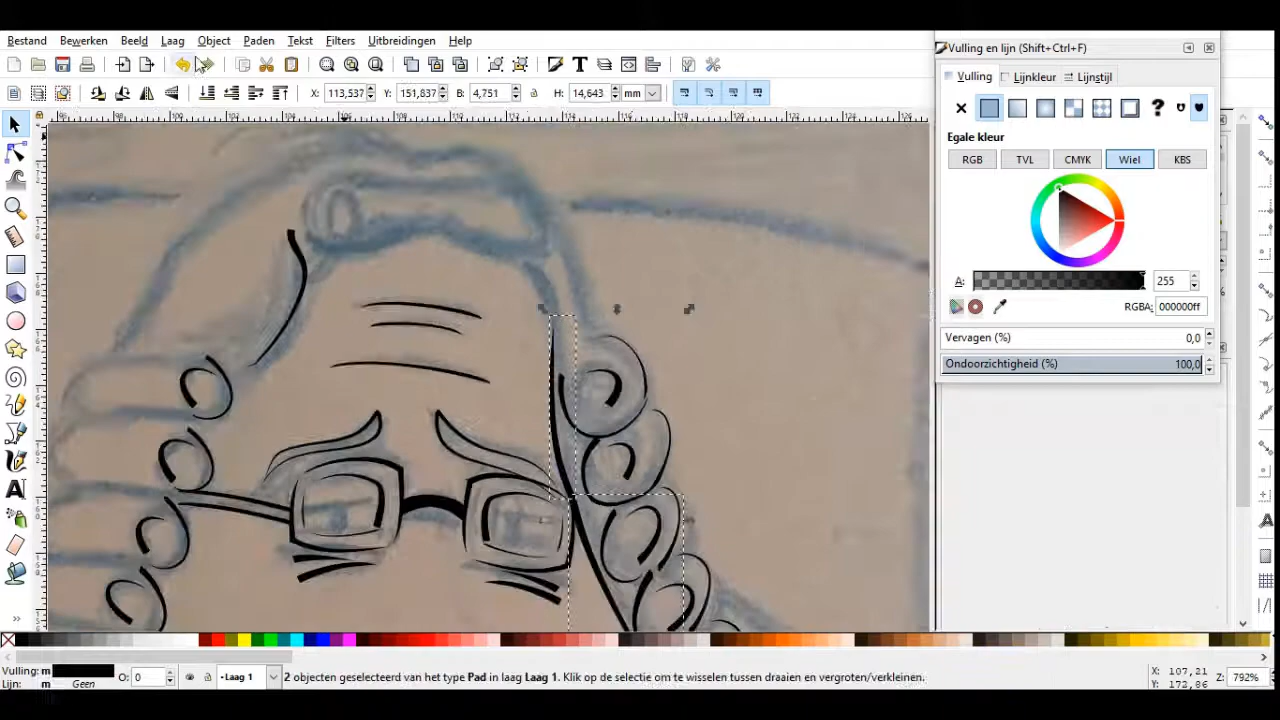 Bestand Bewerken Beeld Laag Object Paden Tekst Filters Uitbreidingen Help
Vulling en lijn (Shift+Ctrl+F)
Vulling Lijnkleur Lijnstijl
X: 113,537 Y: 151,837 B: 4,751 H: 14,643 mm
Egale kleur
RGB TVL CMYK Wiel KBS
A: 255
RGBA: 000000ff
Vervagen (%) 0,0
Ondoorzichtigheid (%) 100,0
Vulling: m
Lijn: m Geen
O: 0
Laag 1
2 objecten geselecteerd van het type Pad in laag Laag 1. Klik op de selectie om te wisselen tussen draaien en vergroten/verkleinen.
X: 107,21
Y: 172,86
Z: 792%